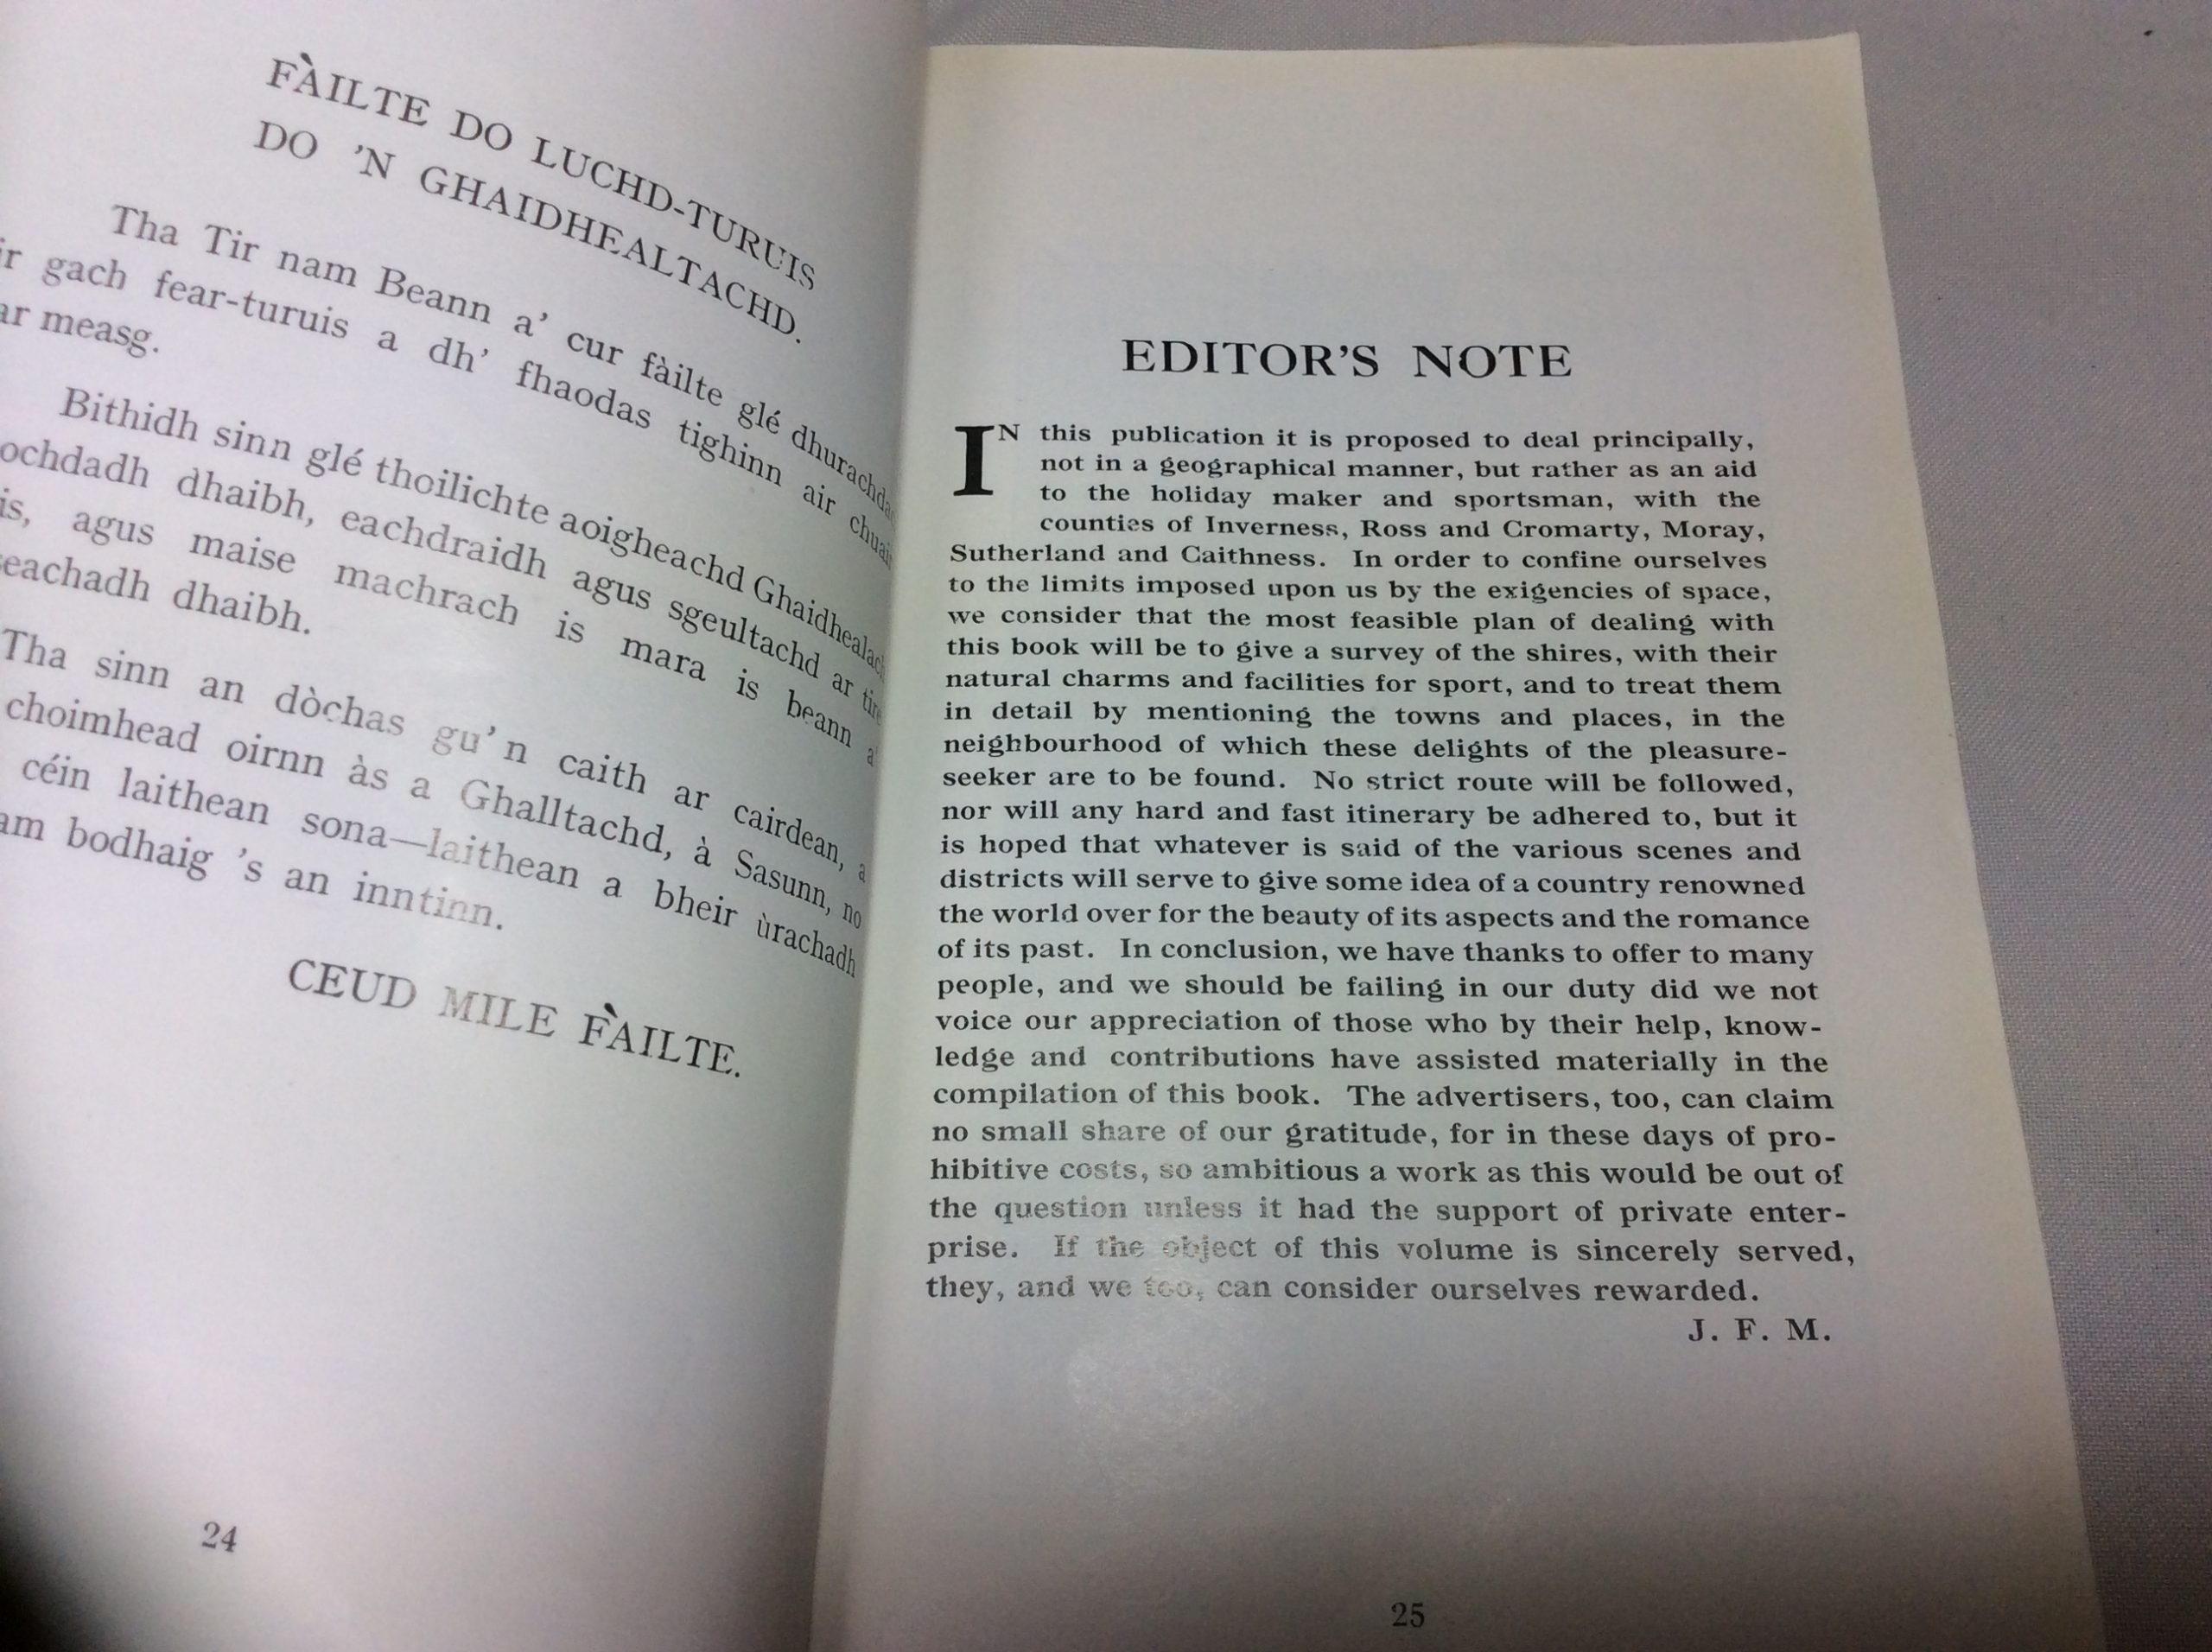 FÀILTE DO LUCHD-TURUIS
DO 'N GHAIDHEALTACHD.
Tha Tir nam Beann a' cur fàilte glé
gach fear-turuis a dh' fhaodas tighinn air
measg.
Bithidh sinn glé thoilichte aoigheachd
dhaibh, eachdraidh agus sgeultachd ar
agus maise machrach is mara is beann
dhaibh.
Tha sinn an dòchas gu'n caith ar cairdean,
choimhead oirnn às a Ghalltachd, à Sasunn, no
céin laithean sona—laithean a bheir ùrachadh
bodhaig 's an inntinn.
CEUD MILE FÀILTE.
24
EDITOR'S NOTE
IN this publication it is proposed to deal principally,
not in a geographical manner, but rather as an aid
to the holiday maker and sportsman, with the
counties of Inverness, Ross and Cromarty, Moray,
Sutherland and Caithness. In order to confine ourselves
to the limits imposed upon us by the exigencies of space,
we consider that the most feasible plan of dealing with
this book will be to give a survey of the shires, with their
natural charms and facilities for sport, and to treat them
in detail by mentioning the towns and places, in the
neighbourhood of which these delights of the pleasure-
seeker are to be found. No strict route will be followed,
nor will any hard and fast itinerary be adhered to, but it
is hoped that whatever is said of the various scenes and
districts will serve to give some idea of a country renowned
the world over for the beauty of its aspects and the romance
of its past. In conclusion, we have thanks to offer to many
people, and we should be failing in our duty did we not
voice our appreciation of those who by their help, know-
ledge and contributions have assisted materially in the
compilation of this book. The advertisers, too, can claim
no small share of our gratitude, for in these days of pro-
hibitive costs, so ambitious a work as this would be out of
the question unless it had the support of private enter-
prise. If the object of this volume is sincerely served,
they, and we too, can consider ourselves rewarded.
J. F. M.
25